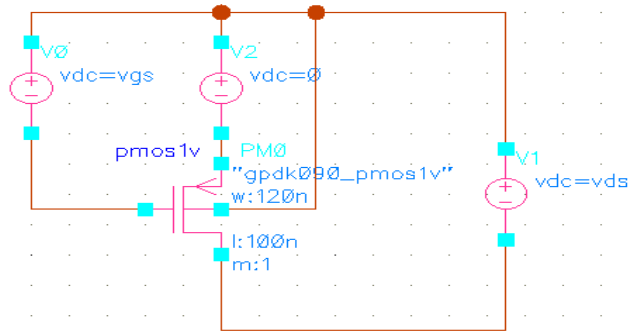 V0
vdc=vgs
V2
vdc=0
pmos1v
PM0
"gpdk090_pmos1v"
w:120n
l:100n
m:1
V1
vdc=vds